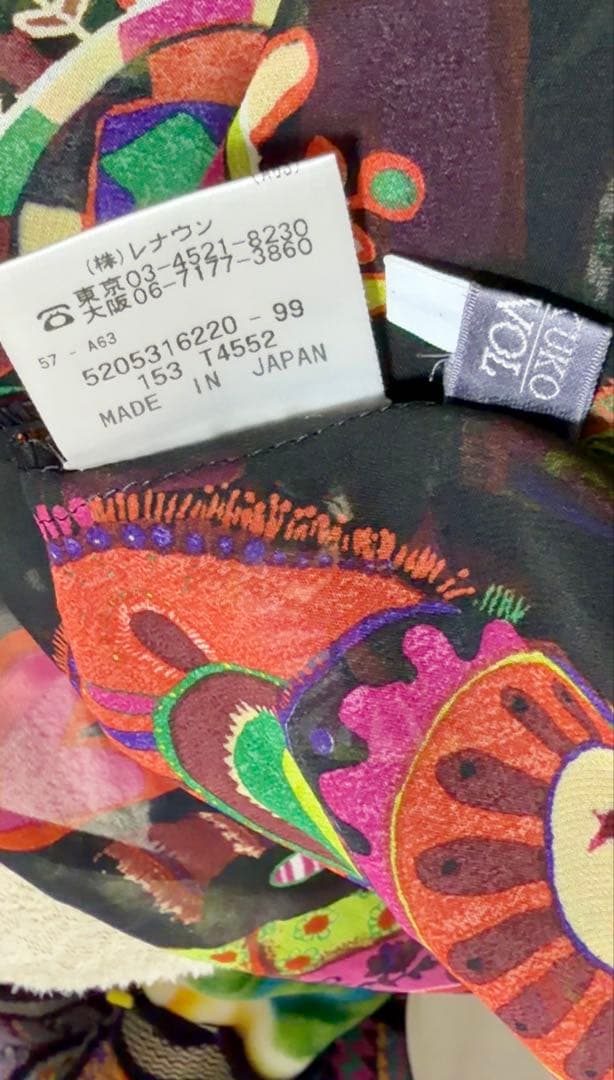 (株)レナウン
東京03-4521-8230
大阪06-7177-3860
57 - A63
5205316220 - 99
153 T4552
MADE IN JAPAN
YOL